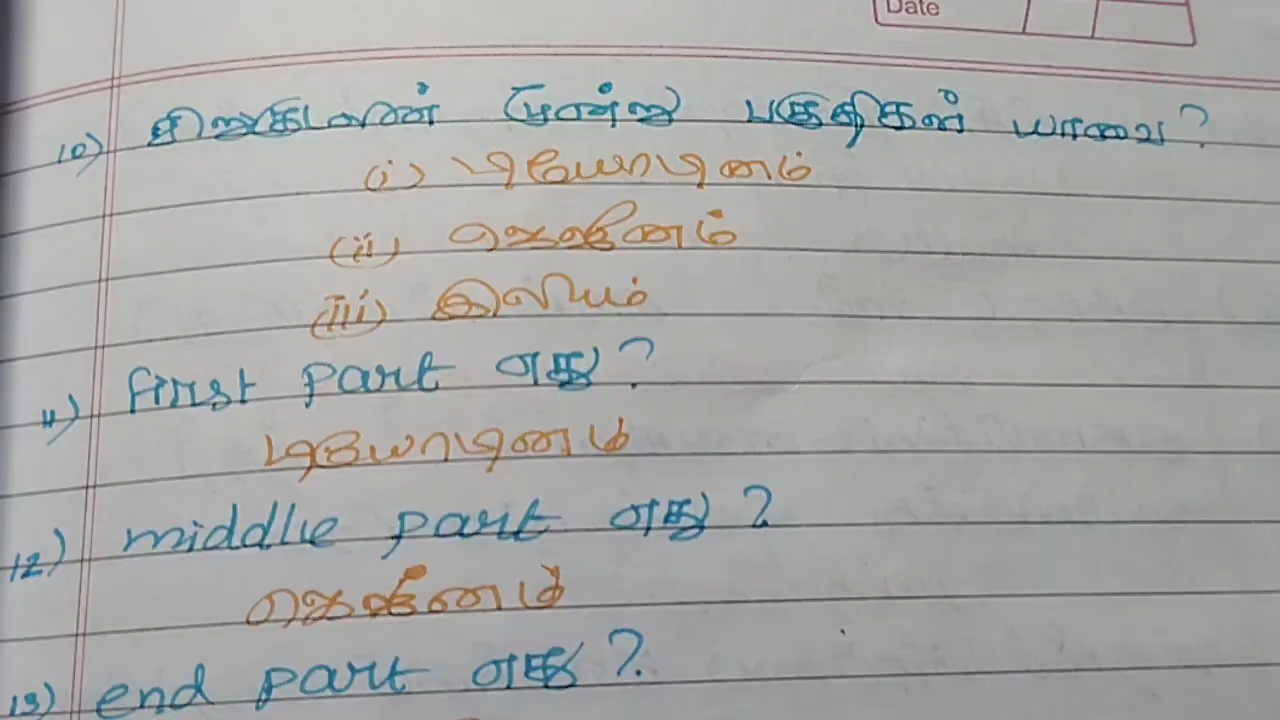 Date
10) சிறுகுடலின் மூன்று பகுதிகள் யாவை?
(i) டியோடினம்
(ii) ஜெஜினம்
(iii) இலியம்
11) first part எது?
டியோடினம்
12) middle part எது?
ஜெஜினம்
13) end part எது?